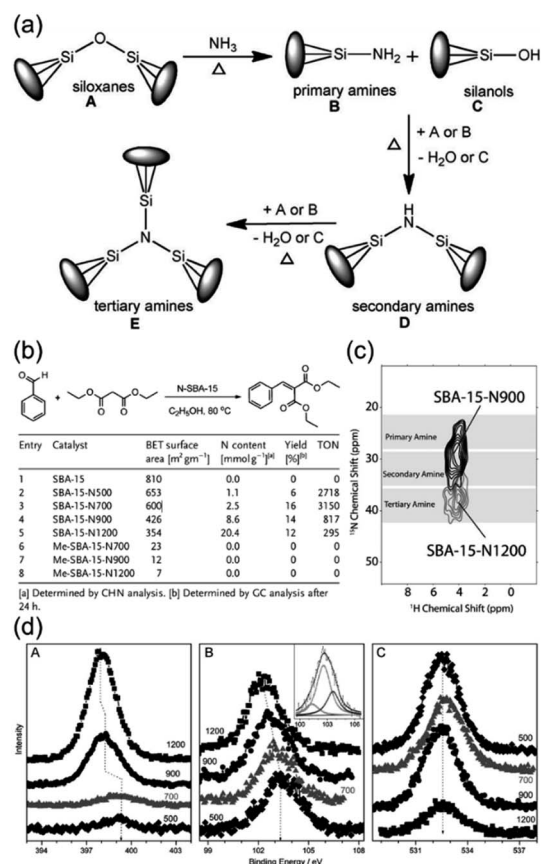 (a)
Si O Si
siloxanes
A
NH3
△
Si—NH2
primary amines
B
+
Si—OH
silanols
C
△
+ A or B
- H2O or C
Si
N
Si Si
tertiary amines
E
+ A or B
- H2O or C
△
H
N
Si Si
secondary amines
D
(b)
O H
+
O O
O O
N-SBA-15
C2H5OH, 80 ºC
O
O
O O
Entry Catalyst BET surface area [m2 gm−1] N content [mmol g−1][a] Yield [%][b] TON
1 SBA-15 810 0.0 0 0
2 SBA-15-N500 653 1.1 6 2718
3 SBA-15-N700 600 2.5 16 3150
4 SBA-15-N900 426 8.6 14 817
5 SBA-15-N1200 354 20.4 12 295
6 Me-SBA-15-N700 23 0.0 0 0
7 Me-SBA-15-N900 12 0.0 0 0
8 Me-SBA-15-N1200 7 0.0 0 0
[a] Determined by CHN analysis. [b] Determined by GC analysis after
24 h.
(c)
15N Chemical Shift (ppm)
20
30
40
50
SBA-15-N900
Primary Amine
Secondary Amine
Tertiary Amine
SBA-15-N1200
8 6 4 2 0
1H Chemical Shift (ppm)
(d)
Intensity
A
1200
900
700
500
394 397 400 403
B
100 103 106
1200
900
700
500
99 102 105 108
Binding Energy / eV
C
500
700
900
1200
531 533 535 537